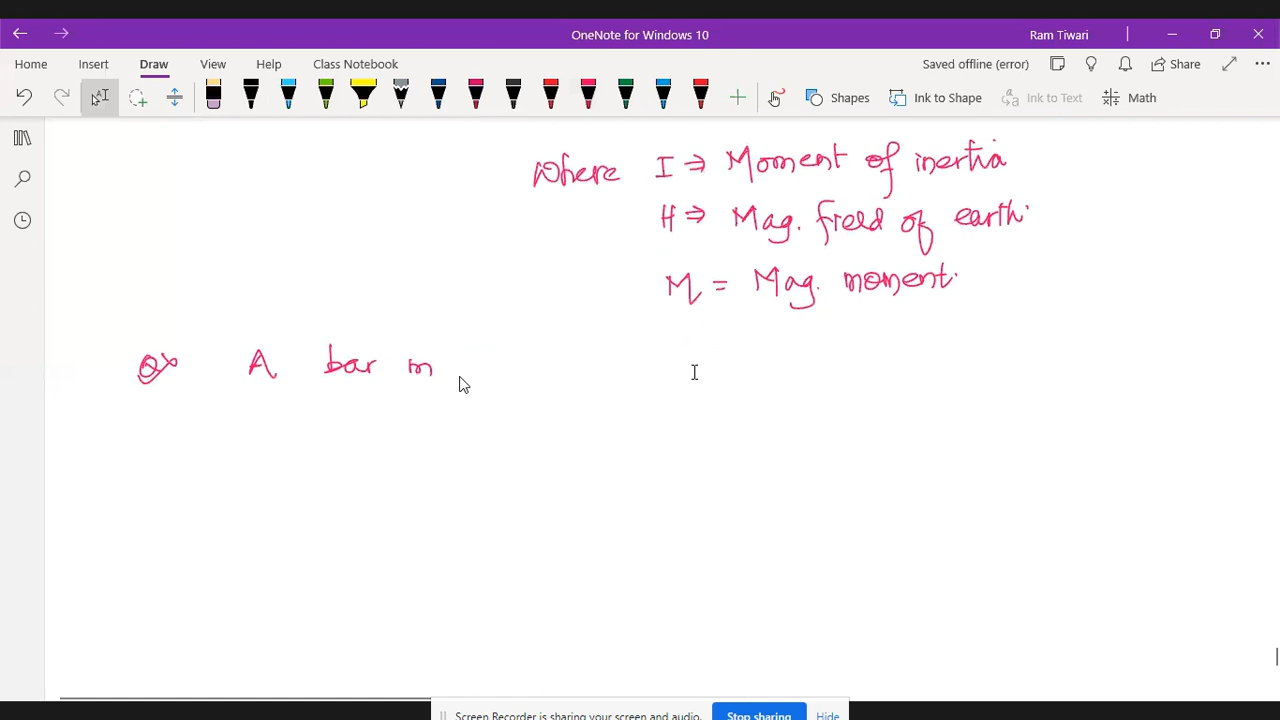 OneNote for Windows 10
Ram Tiwari
Home Insert Draw View Help Class Notebook
Saved offline (error) Share
Shapes Ink to Shape Ink to Text Math
Where I ⇒ Moment of inertia
H ⇒ Mag. field of earth.
M = Mag. moment.
A bar m
Screen Recorder is sharing your screen and audio. Stop sharing Hide